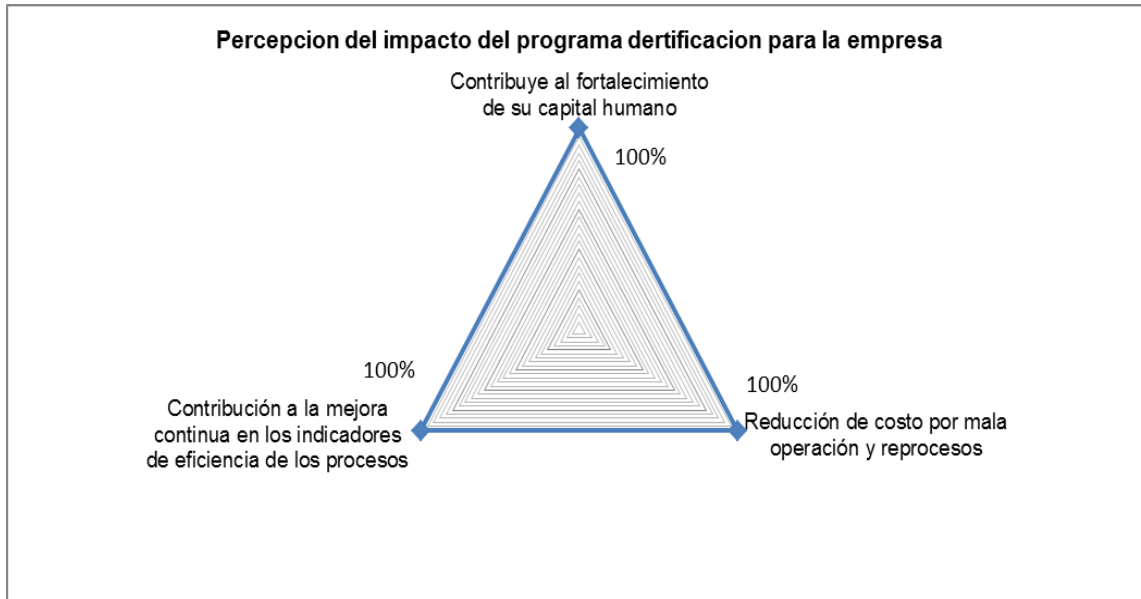 Percepcion del impacto del programa dertificacion para la empresa
Contribuye al fortalecimiento
de su capital humano
100%
100%
Contribución a la mejora
continua en los indicadores
de eficiencia de los procesos
100%
Reducción de costo por mala
operación y reprocesos